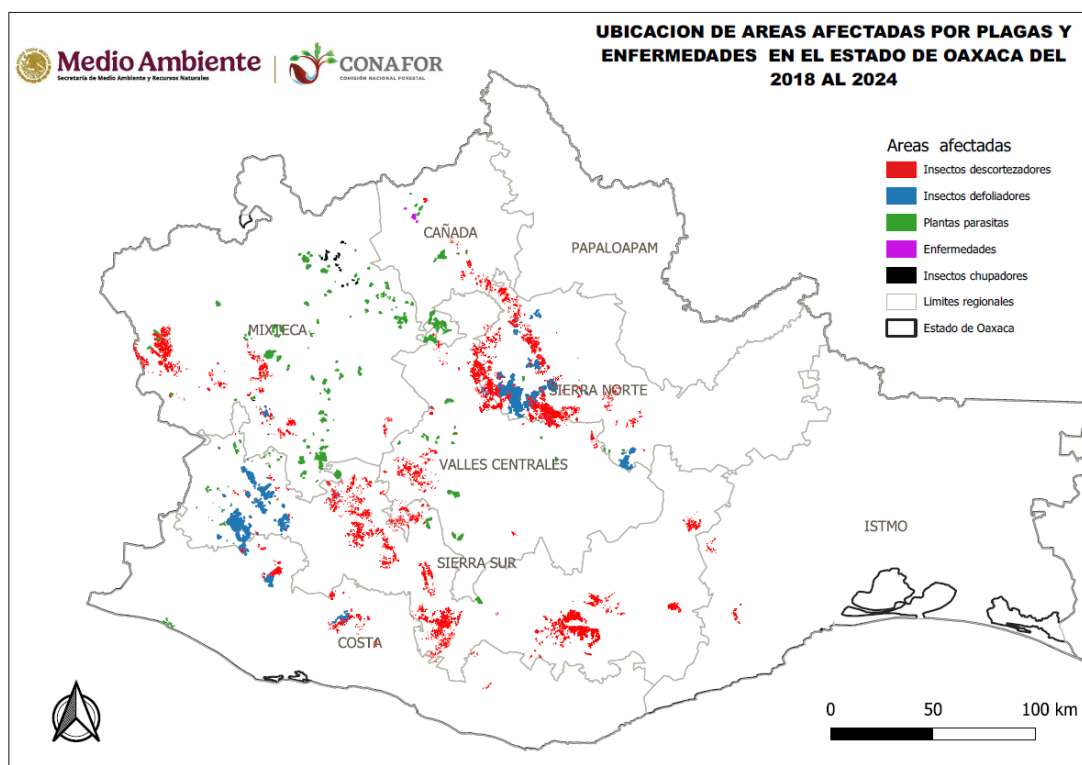 Medio Ambiente
Secretaría de Medio Ambiente y Recursos Naturales
CONAFOR
COMISIÓN NACIONAL FORESTAL
UBICACION DE AREAS AFECTADAS POR PLAGAS Y
ENFERMEDADES EN EL ESTADO DE OAXACA DEL
2018 AL 2024
Areas afectadas
Insectos descortezadores
Insectos defoliadores
Plantas parasitas
Enfermedades
Insectos chupadores
Limites regionales
Estado de Oaxaca
CAÑADA
PAPALOAPAM
MIXTECA
SIERRA NORTE
VALLES CENTRALES
ISTMO
SIERRA SUR
COSTA
0 50 100 km